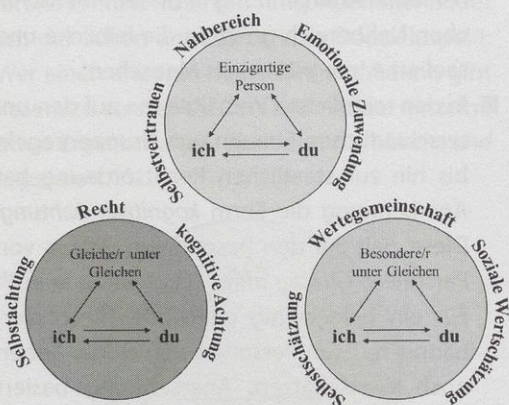 Nahbereich
Emotionale Zuwendung
Selbstvertrauen
Einzigartige
Person
ich
du
Recht
kognitive Achtung
Selbstachtung
Gleiche/r unter
Gleichen
ich
du
Wertegemeinschaft
Soziale Wertschätzung
Selbstschätzung
Besondere/r
unter Gleichen
ich
du